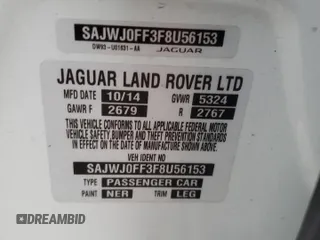 SAJWJ0FF3F8U56153
DW93-U01631-AA JAGUAR
JAGUAR LAND ROVER LTD
MFD DATE 10/14 GVWR 5324
GAWR F 2679 R 2767
THIS VEHICLE CONFORMS TO ALL APPLICABLE FEDERAL MOTOR
VEHICLE SAFETY, BUMPER AND THEFT PREVENTION STANDARDS
IN EFFECT ON THE DATE OF MANUFACTURE SHOWN ABOVE
SAJWJ0FF3F8U56153
VEH IDENT NO
TYPE PASSENGER CAR
PAINT NER TRIM LEG
DREAMBID